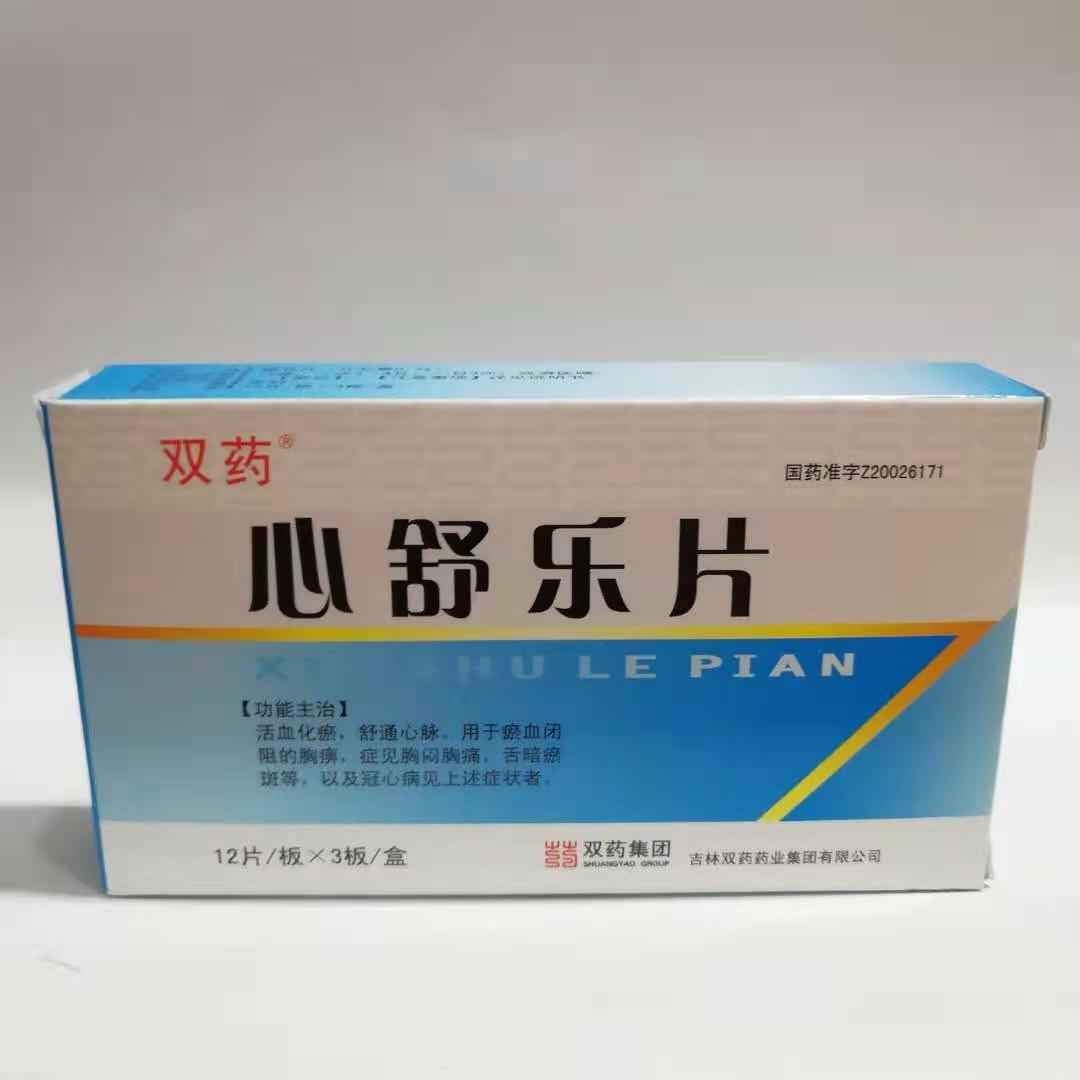 双药®
国药准字Z20026171
心舒乐片
XIN SHU LE PIAN
【功能主治】
活血化瘀，舒通心脉。用于瘀血闭
阻的胸痹，症见胸闷胸痛，舌暗瘀
斑等，以及冠心病见上述症状者。
12片/板×3板/盒
双药集团
SHUANGYAO GROUP
吉林双药药业集团有限公司